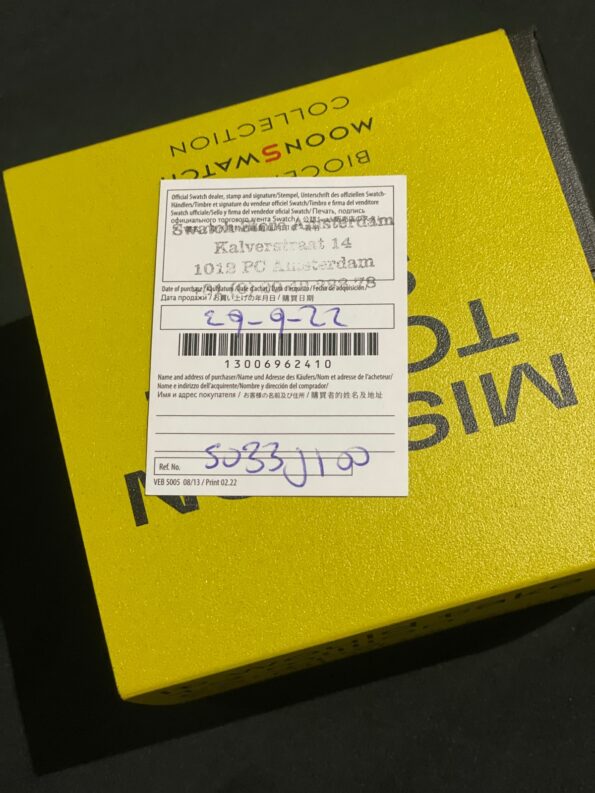 COLLECTION
MOONSWATCH
Official Swatch dealer, stamp and signature/Stempel, Unterschrift des offiziellen Swatch-
Händlers/Timbre et signature du vendeur officiel Swatch/Timbro e firma del venditore
Swatch ufficiale/Sello y firma del vendedor oficial Swatch/Печать, подпись
официального торгового агента Swatch
Swatch Amsterdam
Kalverstraat 14
1012 PC Amsterdam
Date of purchase/Kaufdatum/Date d'achat/Data d'acquisto/Fecha de adquisición/
Дата продажи/お買い上げの年月日/購買日期
29-9-22
13006962410
Name and address of purchaser/Name und Adresse des Käufers/Nom et adresse de l'acheteur/
Nome e indirizzo dell'acquirente/Nombre y dirección del comprador/
Имя и адрес покупателя / お客様の名前及び住所 / 購買者的姓名及地址
Ref. No. SO33J100
VEB S005 08/13 / Print 02.22
TO